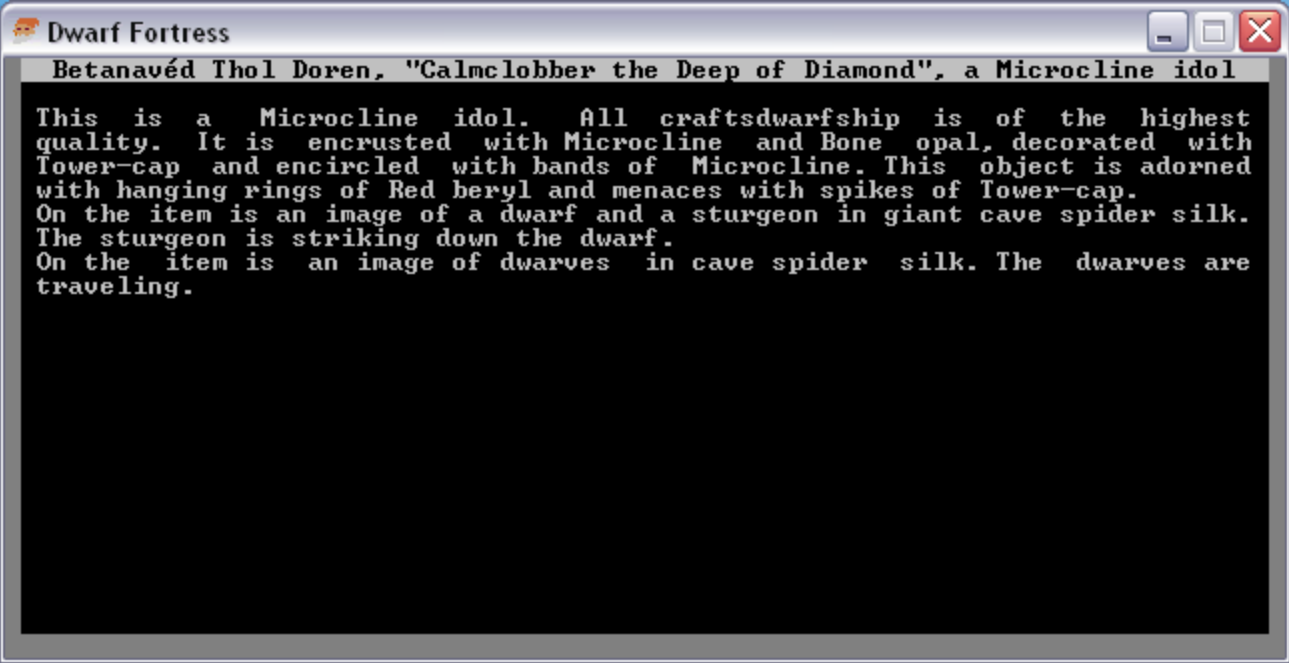 Dwarf Fortress
Betanavéd Thol Doren, "Calmclobber the Deep of Diamond", a Microcline idol
This is a Microcline idol. All craftsdwarfship is of the highest
quality. It is encrusted with Microcline and Bone opal, decorated with
Tower-cap and encircled with bands of Microcline. This object is adorned
with hanging rings of Red beryl and menaces with spikes of Tower-cap.
On the item is an image of a dwarf and a sturgeon in giant cave spider silk.
The sturgeon is striking down the dwarf.
On the item is an image of dwarves in cave spider silk. The dwarves are
traveling.